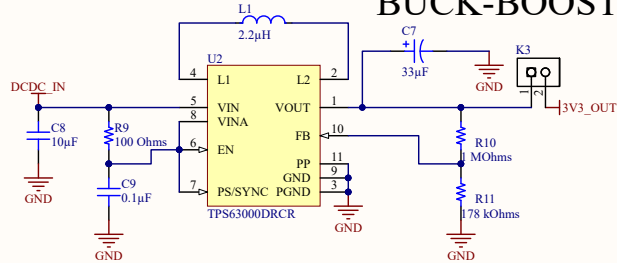 BUCK-BOOST
L1
2.2µH
C7
33µF
GND
K3
1
2
3V3_OUT
U2
4
L1
L2
2
DCDC_IN
5
VIN
VOUT
1
8
VINA
FB
10
C8
10µF
R9
100 Ohms
6
EN
R10
1 MOhms
PP
11
GND
9
7
PS/SYNC
PGND
3
C9
0.1µF
R11
178 kOhms
TPS63000DRCR
GND
GND
GND
GND